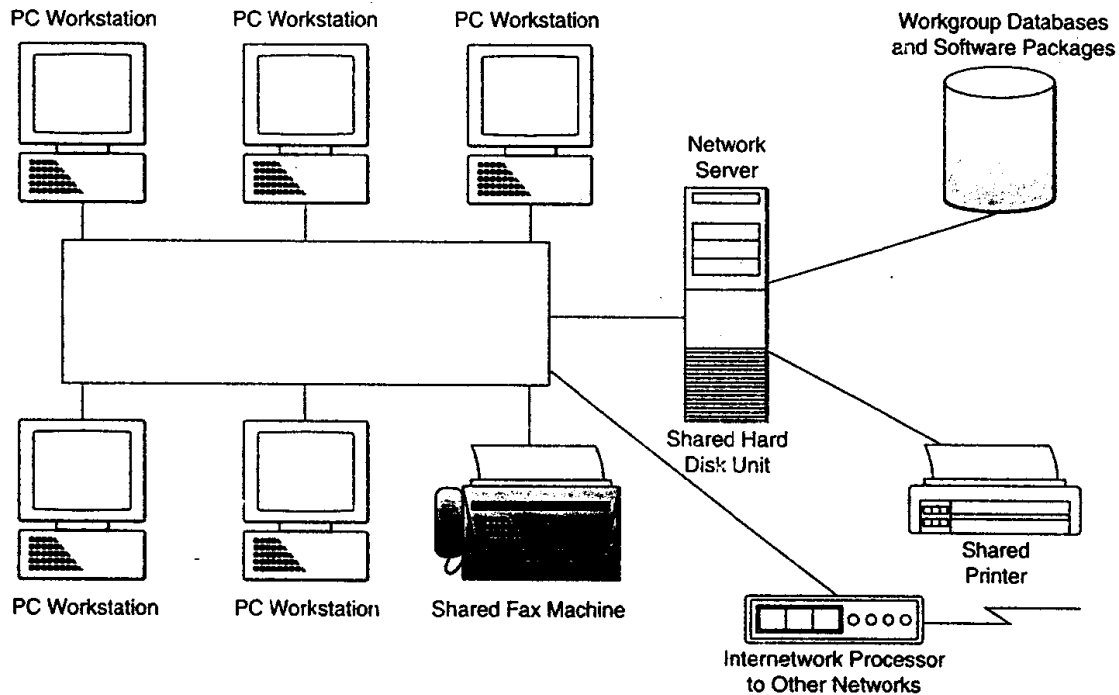 PC Workstation
PC Workstation
PC Workstation
Workgroup Databases
and Software Packages
Network
Server
Shared Hard
Disk Unit
Shared
Printer
PC Workstation
PC Workstation
Shared Fax Machine
Internetwork Processor
to Other Networks